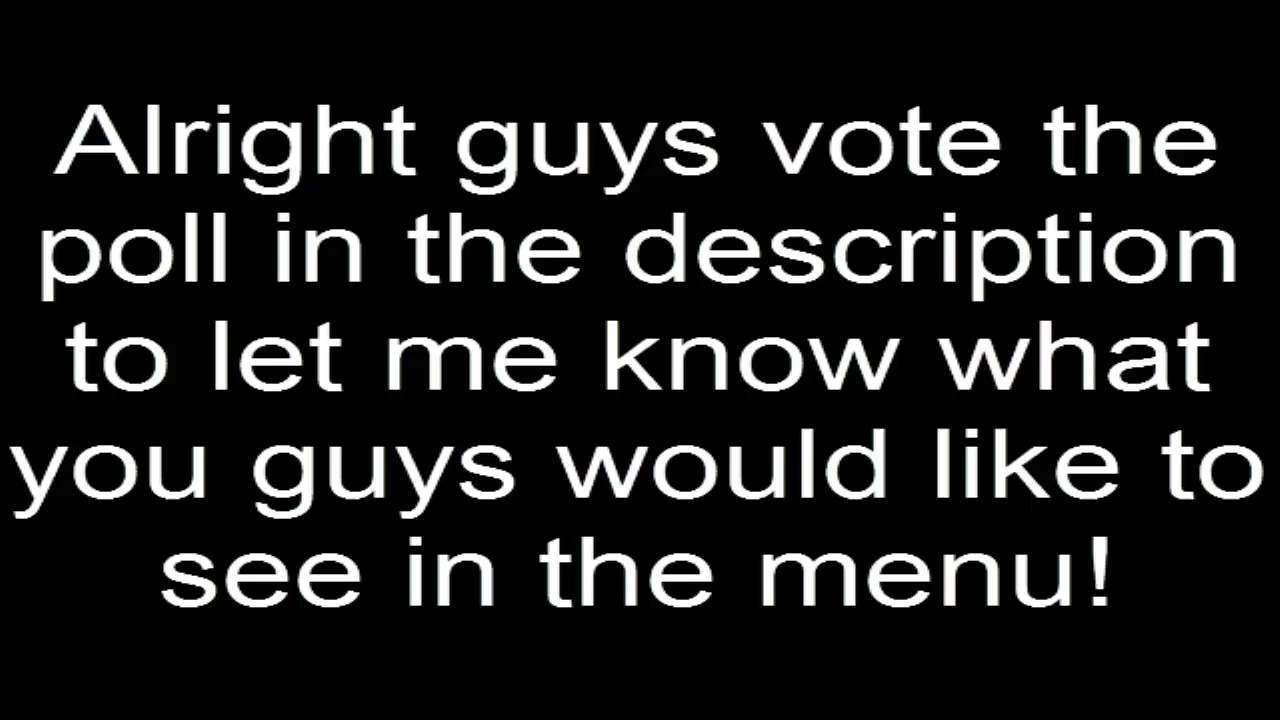 Alright guys vote the
poll in the description
to let me know what
you guys would like to
see in the menu!